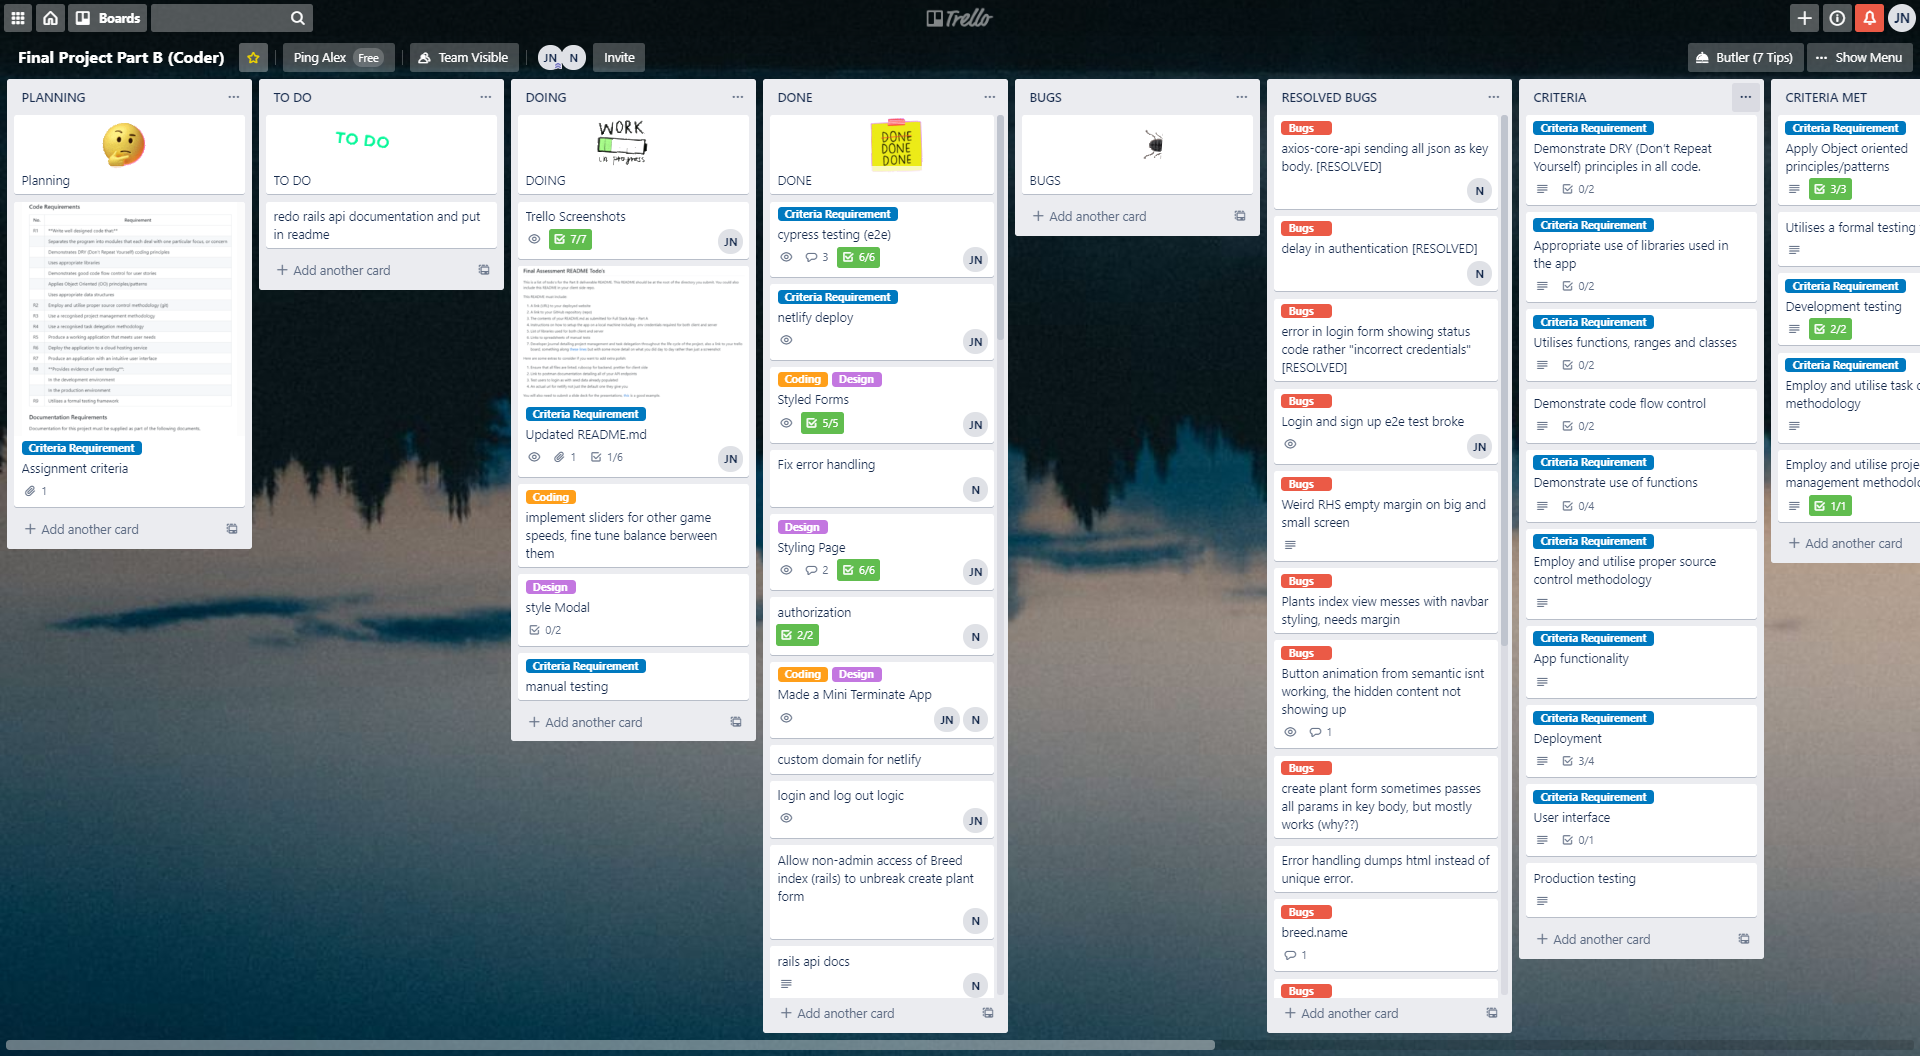 Boards
Trello
JN
Final Project Part B (Coder)
Ping Alex Free
Team Visible
JN N
Invite
Butler (7 Tips)
Show Menu
PLANNING
Planning
Code Requirements
No. Requirement
Documentation Requirements
Criteria Requirement
Assignment criteria
1
+ Add another card
TO DO
TO DO
TO DO
redo rails api documentation and put
in readme
+ Add another card
DOING
WORK
in progress
DOING
Trello Screenshots
7/7
JN
Final Assessment README Todo's
Criteria Requirement
Updated README.md
1 1/6
JN
Coding
implement sliders for other game
speeds, fine tune balance berween
them
Design
style Modal
0/2
Criteria Requirement
manual testing
+ Add another card
DONE
DONE
DONE
DONE
DONE
Criteria Requirement
cypress testing (e2e)
3 6/6
JN
Criteria Requirement
netlify deploy
JN
Coding Design
Styled Forms
5/5
JN
Fix error handling
N
Design
Styling Page
2 6/6
JN
authorization
2/2
N
Coding Design
Made a Mini Terminate App
JN N
custom domain for netlify
login and log out logic
JN
Allow non-admin access of Breed
index (rails) to unbreak create plant
form
N
rails api docs
N
+ Add another card
BUGS
BUGS
+ Add another card
RESOLVED BUGS
Bugs
axios-core-api sending all json as key
body. [RESOLVED]
N
Bugs
delay in authentication [RESOLVED]
N
Bugs
error in login form showing status
code rather "incorrect credentials"
[RESOLVED]
Bugs
Login and sign up e2e test broke
JN
Bugs
Weird RHS empty margin on big and
small screen
Bugs
Plants index view messes with navbar
styling, needs margin
Bugs
Button animation from semantic isnt
working, the hidden content not
showing up
1
Bugs
create plant form sometimes passes
all params in key body, but mostly
works (why??)
Error handling dumps html instead of
unique error.
Bugs
breed.name
1
Bugs
+ Add another card
CRITERIA
Criteria Requirement
Demonstrate DRY (Don't Repeat
Yourself) principles in all code.
0/2
Criteria Requirement
Appropriate use of libraries used in
the app
0/2
Criteria Requirement
Utilises functions, ranges and classes
0/2
Demonstrate code flow control
0/2
Criteria Requirement
Demonstrate use of functions
0/4
Criteria Requirement
Employ and utilise proper source
control methodology
Criteria Requirement
App functionality
Criteria Requirement
Deployment
3/4
Criteria Requirement
User interface
0/1
Production testing
+ Add another card
CRITERIA MET
Criteria Requirement
Apply Object oriented
principles/patterns
3/3
Utilises a formal testing
Criteria Requirement
Development testing
2/2
Criteria Requirement
Employ and utilise task
methodology
Employ and utilise proje
management methodolo
1/1
+ Add another card